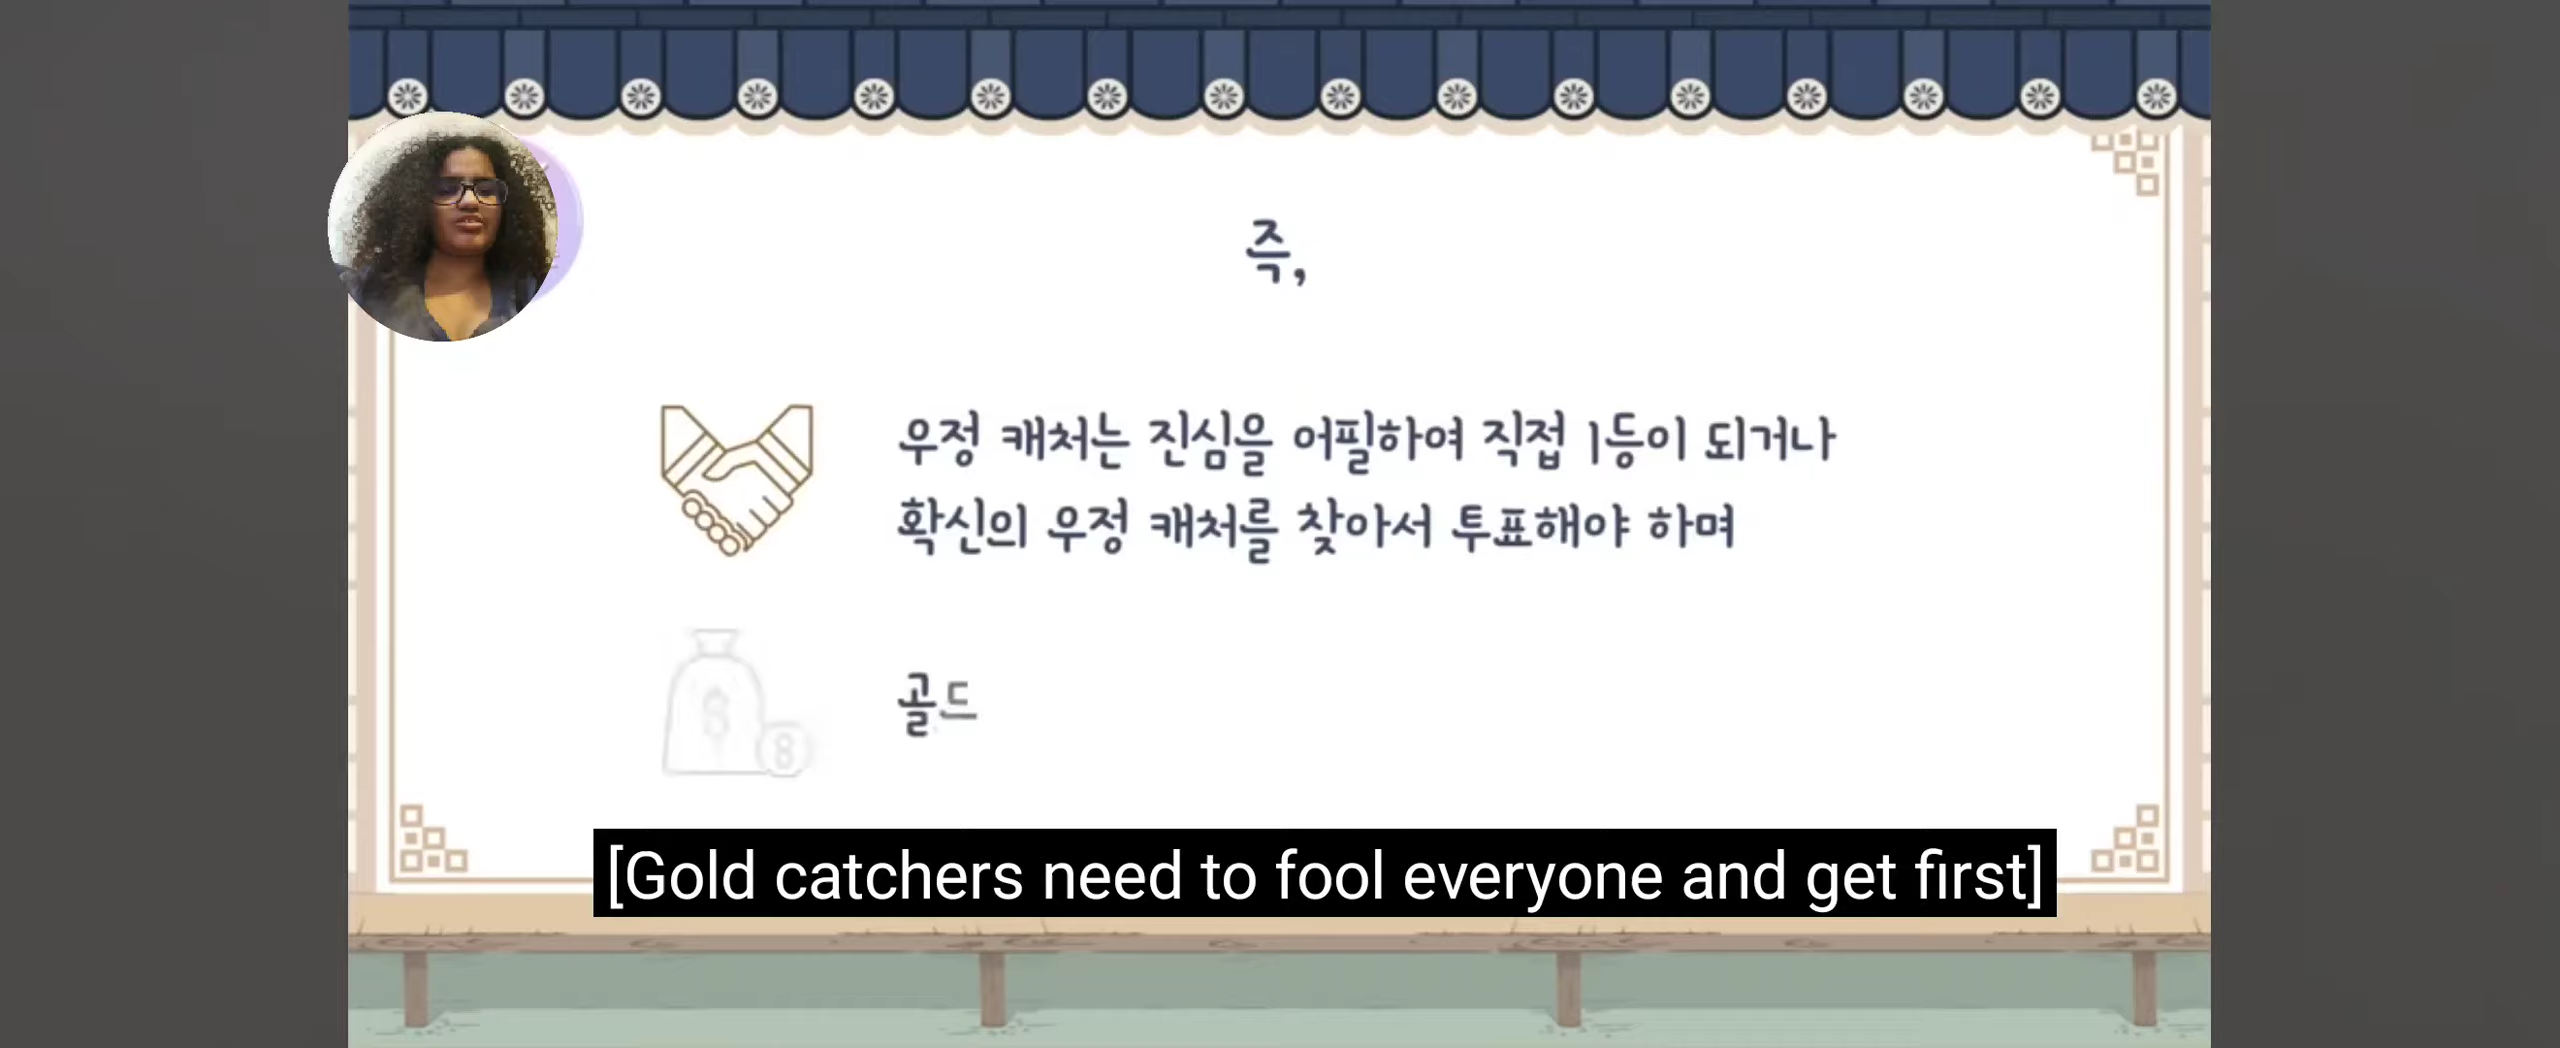 즉,
우정 캐처는 진심을 어필하여 직접 1등이 되거나
확신의 우정 캐처를 찾아서 투표해야 하며
$
8
골드
[Gold catchers need to fool everyone and get first]